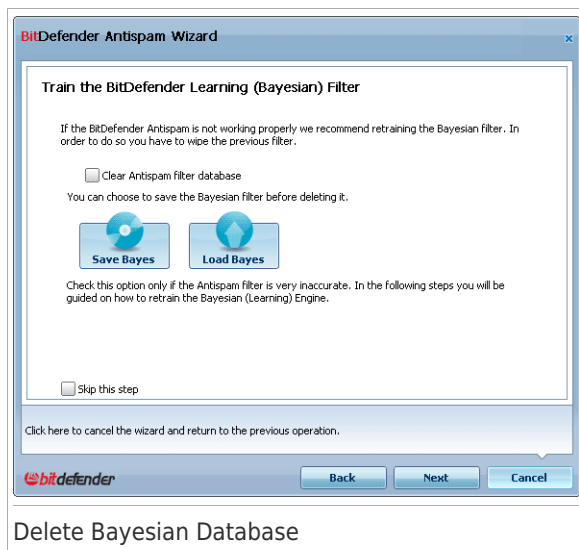 BitDefender Antispam Wizard
x
Train the BitDefender Learning (Bayesian) Filter
If the BitDefender Antispam is not working properly we recommend retraining the Bayesian filter. In
order to do so you have to wipe the previous filter.
Clear Antispam filter database
You can choose to save the Bayesian filter before deleting it.
Save Bayes
Load Bayes
Check this option only if the Antispam filter is very inaccurate. In the following steps you will be
guided on how to retrain the Bayesian (Learning) Engine.
Skip this step
Click here to cancel the wizard and return to the previous operation.
bitdefender
Back
Next
Cancel
Delete Bayesian Database